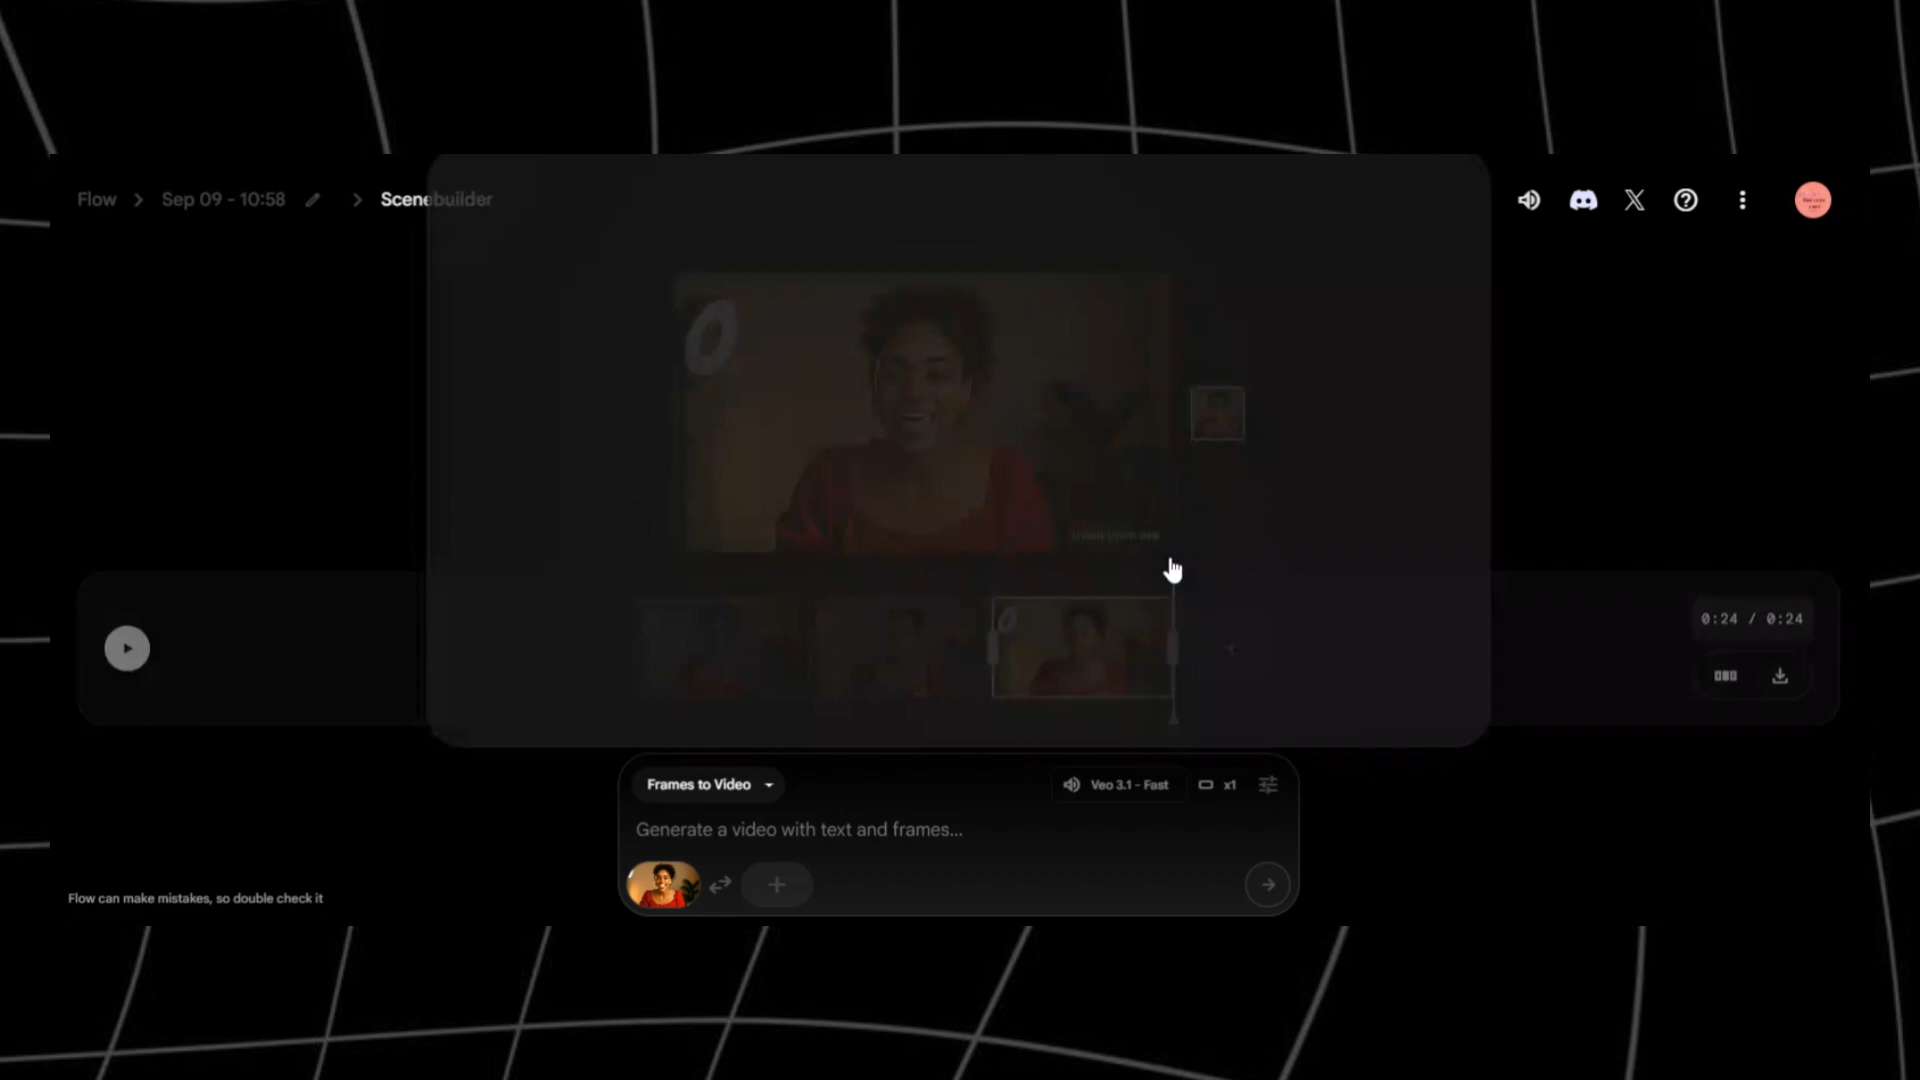 Flow
Sep 09 - 10:58
Scenebuilder
0:24 / 0:24
Frames to Video
Veo 3.1 - Fast
x1
Generate a video with text and frames...
Flow can make mistakes, so double check it